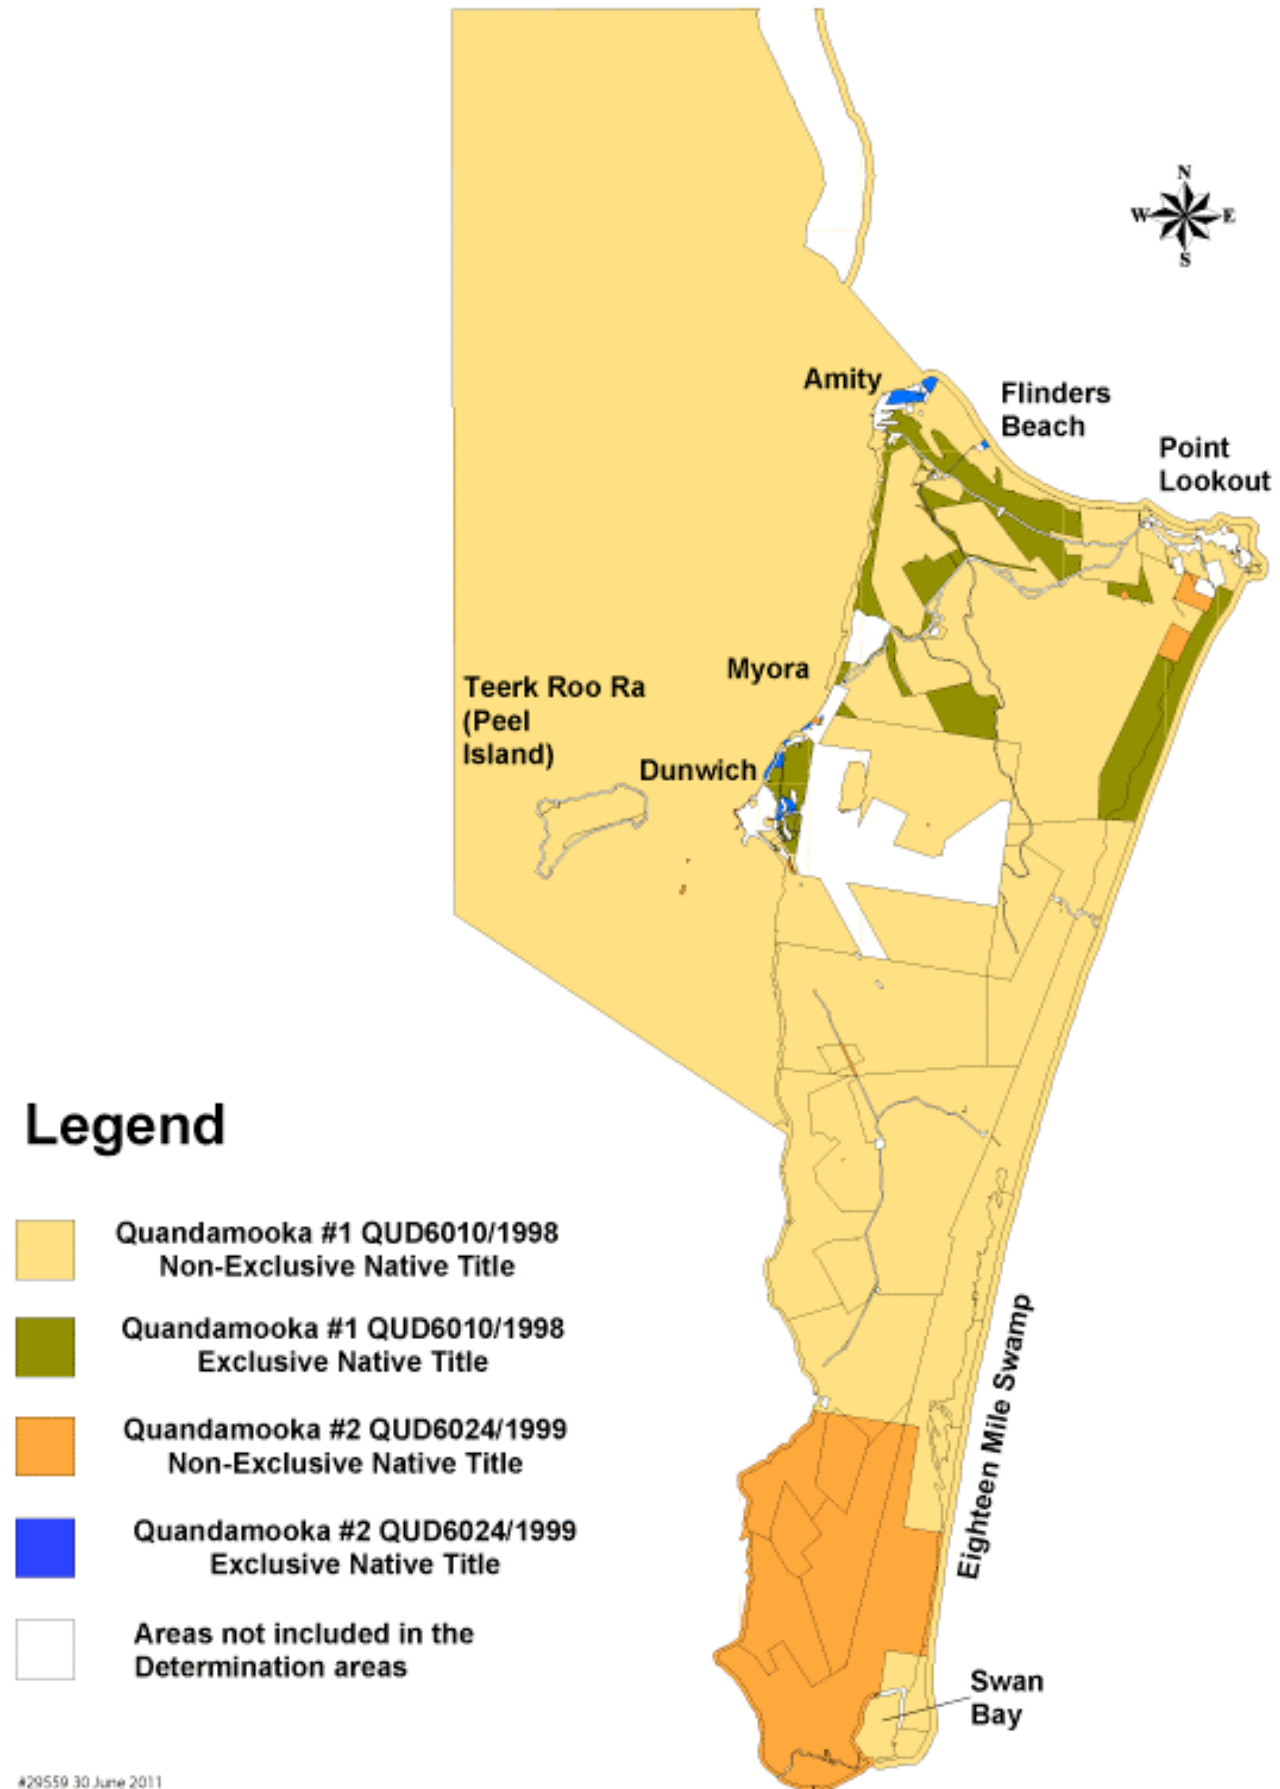 N
W
E
S
Amity
Flinders
Beach
Point
Lookout
Myora
Teerk Roo Ra
(Peel
Island)
Dunwich
Legend
Quandamooka #1 QUD6010/1998
Non-Exclusive Native Title
Quandamooka #1 QUD6010/1998
Exclusive Native Title
Quandamooka #2 QUD6024/1999
Non-Exclusive Native Title
Quandamooka #2 QUD6024/1999
Exclusive Native Title
Areas not included in the
Determination areas
Eighteen Mile Swamp
Swan
Bay
#29559 30 June 2011